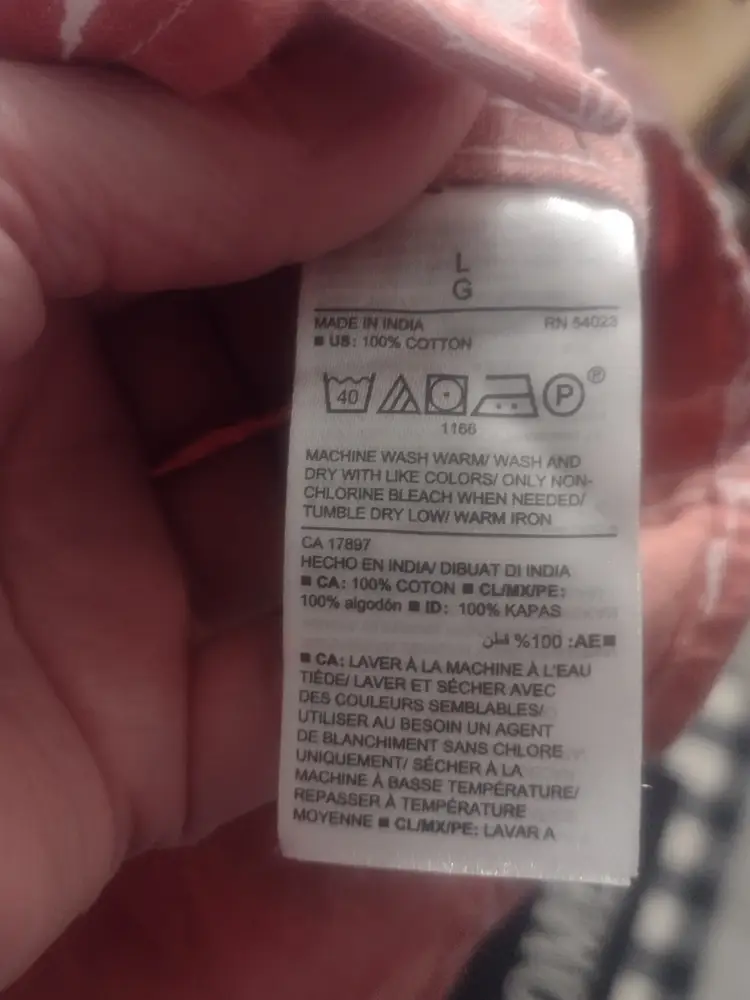 L
G
MADE IN INDIA RN 54023
■ US: 100% COTTON
40 P ®
1166
MACHINE WASH WARM/ WASH AND
DRY WITH LIKE COLORS/ ONLY NON-
CHLORINE BLEACH WHEN NEEDED/
TUMBLE DRY LOW/ WARM IRON
CA 17897
HECHO EN INDIA/ DIBUAT DI INDIA
■ CA: 100% COTON ■ CL/MX/PE:
100% algodón ■ ID: 100% KAPAS
■AE: 100% قطن
■ CA: LAVER À LA MACHINE À L'EAU
TIÈDE/ LAVER ET SÉCHER AVEC
DES COULEURS SEMBLABLES/
UTILISER AU BESOIN UN AGENT
DE BLANCHIMENT SANS CHLORE
UNIQUEMENT/ SÉCHER À LA
MACHINE À BASSE TEMPÉRATURE/
REPASSER À TEMPÉRATURE
MOYENNE ■ CL/MX/PE: LAVAR A